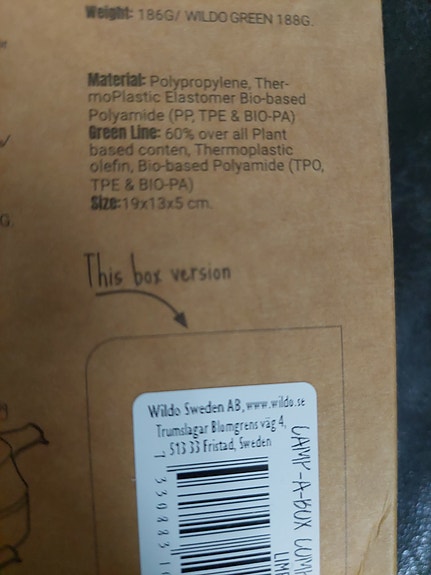 Weight: 186G/ WILDO GREEN 188G.
Material: Polypropylene, Ther-
moPlastic Elastomer Bio-based
Polyamide (PP, TPE & BIO-PA)
Green Line: 60% over all Plant
based conten, Thermoplastic
olefin, Bio-based Polyamide (TPO,
TPE & BIO-PA)
Size:19x13x5 cm.
G.
This box version
Wildo Sweden AB, www.wildo.se
Trumslagar Blomgrens väg 4,
513 33 Fristad, Sweden
CAMP-A-BOX
7 330883